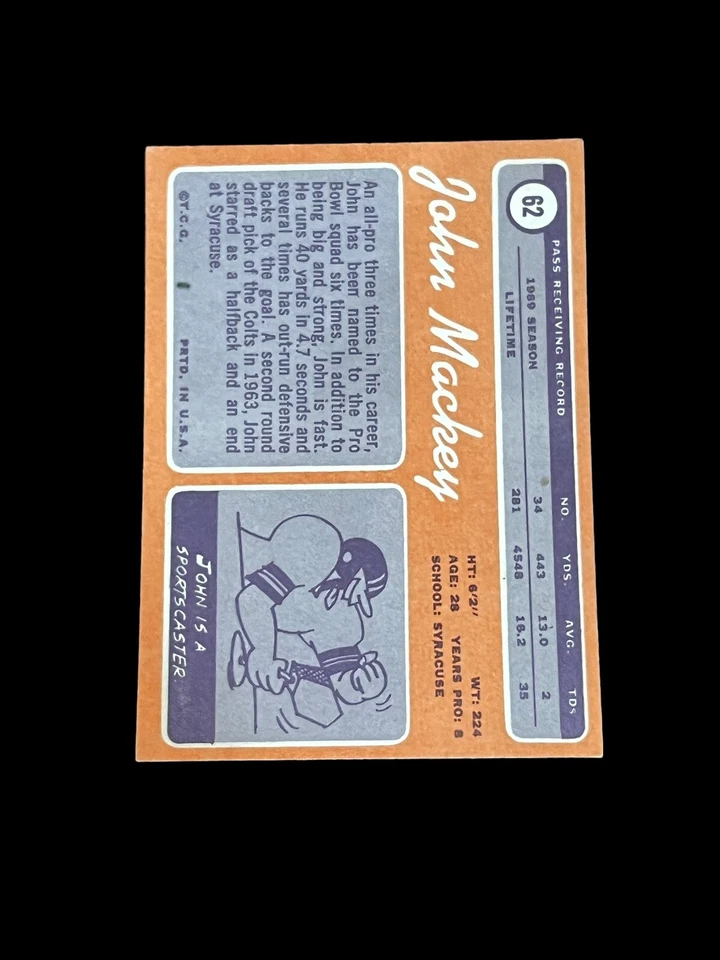 62
PASS RECEIVING RECORD NO. YDS. AVG. TDS
1969 SEASON 34 443 13.0 2
LIFETIME 281 4548 16.2 35
John Mackey
HT: 6'2" WT: 224
AGE: 28 YEARS PRO: 8
SCHOOL: SYRACUSE
An all-pro three times in his career,
John has been named to the Pro
Bowl squad six times. In addition to
being big and strong, John is fast.
He runs 40 yards in 4.7 seconds and
several times has out-run defensive
backs to the goal. A second round
draft pick of the Colts in 1963, John
starred as a halfback and an end
at Syracuse.
©T.C.G. PRTD. IN U.S.A.
JOHN IS A
SPORTSCASTER.